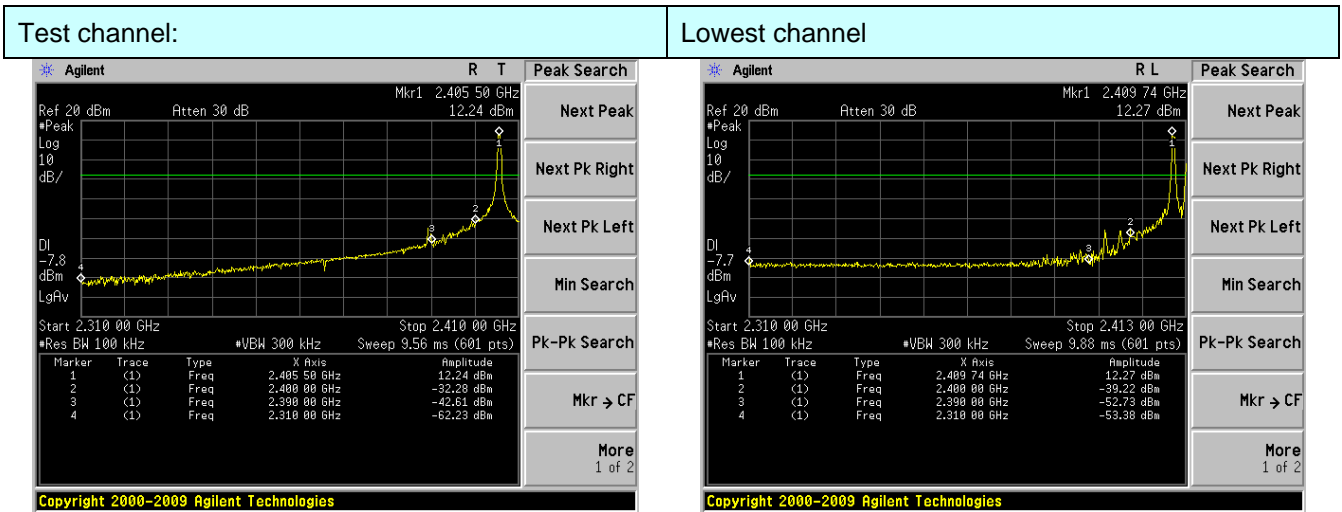 Test channel:
Lowest channel
Agilent
R T
Peak Search
Mkr1 2.405 50 GHz
Ref 20 dBm
Atten 30 dB
12.24 dBm
#Peak
Log
10
dB/
DI
-7.8
dBm
LgAv
1
2
3
4
Start 2.310 00 GHz
Stop 2.410 00 GHz
#Res BW 100 kHz
#VBW 300 kHz
Sweep 9.56 ms (601 pts)
Marker Trace Type X Axis Amplitude
1 (1) Freq 2.405 50 GHz 12.24 dBm
2 (1) Freq 2.400 00 GHz -32.28 dBm
3 (1) Freq 2.390 00 GHz -42.61 dBm
4 (1) Freq 2.310 00 GHz -62.23 dBm
Next Peak
Next Pk Right
Next Pk Left
Min Search
Pk-Pk Search
Mkr → CF
More
1 of 2
Copyright 2000-2009 Agilent Technologies
Agilent
R L
Peak Search
Mkr1 2.409 74 GHz
Ref 20 dBm
Atten 30 dB
12.27 dBm
#Peak
Log
10
dB/
DI
-7.7
dBm
LgAv
1
2
3
4
Start 2.310 00 GHz
Stop 2.413 00 GHz
#Res BW 100 kHz
#VBW 300 kHz
Sweep 9.88 ms (601 pts)
Marker Trace Type X Axis Amplitude
1 (1) Freq 2.409 74 GHz 12.27 dBm
2 (1) Freq 2.400 00 GHz -39.22 dBm
3 (1) Freq 2.390 00 GHz -52.73 dBm
4 (1) Freq 2.310 00 GHz -53.38 dBm
Next Peak
Next Pk Right
Next Pk Left
Min Search
Pk-Pk Search
Mkr → CF
More
1 of 2
Copyright 2000-2009 Agilent Technologies